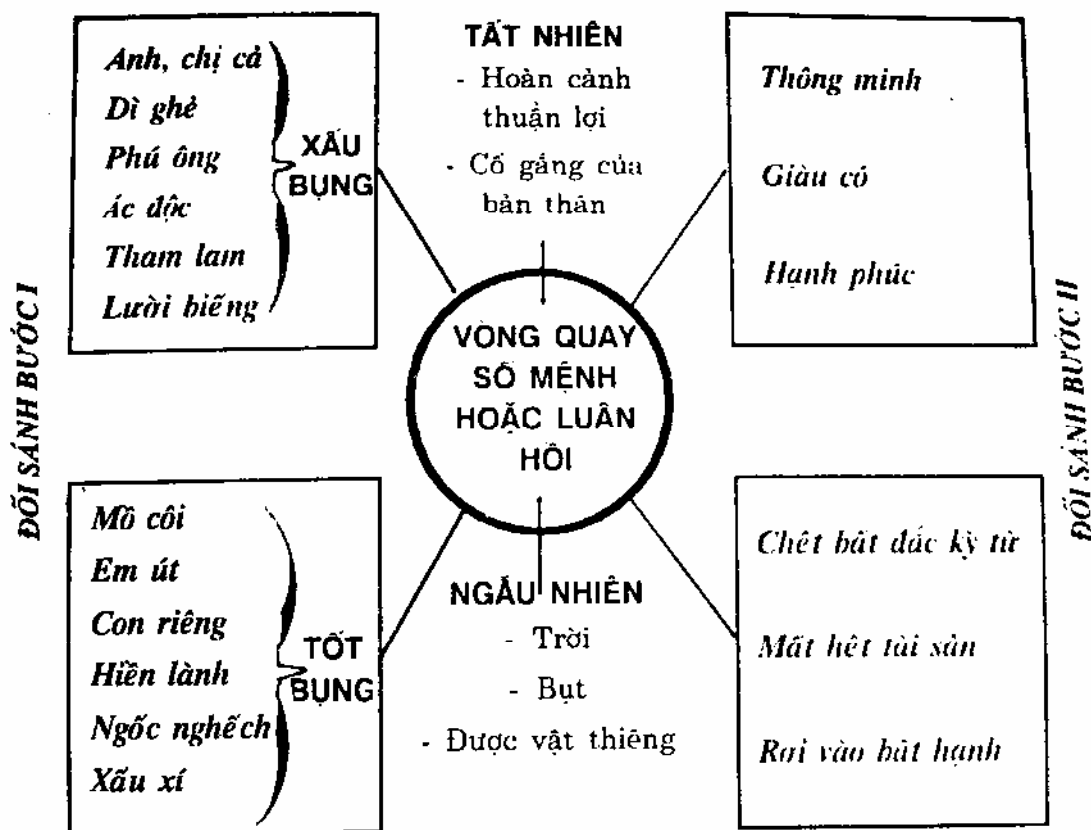 ĐỐI SÁNH BƯỚC I
Anh, chị cả
Dì ghẻ
Phú ông
Ác độc
Tham lam
Lười biếng
XẤU
BỤNG
TẤT NHIÊN
- Hoàn cảnh
thuận lợi
- Cố gắng của
bản thân
Thông minh
Giàu có
Hạnh phúc
VÒNG QUAY
SỐ MỆNH
HOẶC LUÂN
HỒI
Mồ côi
Em út
Con riêng
Hiền lành
Ngốc nghếch
Xấu xí
TỐT
BỤNG
NGẪU NHIÊN
- Trời
- Bụt
- Được vật thiêng
Chết bất đắc kỳ tử
Mất hết tài sản
Rơi vào bất hạnh
ĐỐI SÁNH BƯỚC II